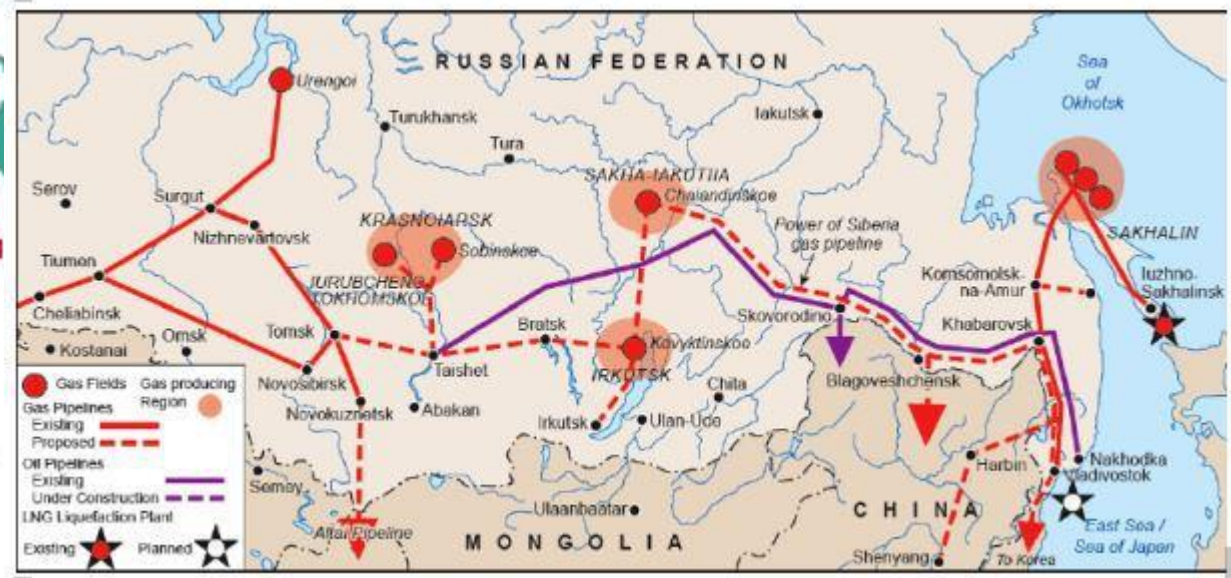 RUSSIAN FEDERATION
Sea
of
Okhotsk
Urengoi
Turukhansk
Iakutsk
Tura
Serov
Surgut
SAKHA-IAKUTIIA
Chaiandinskoe
KRASNOIARSK
Nizhnevartovsk
Sobinskoe
Power of Siberia
gas pipeline
SAKHALIN
Tiumen
IURUBCHENO
TOKHOMSKOE
Komsomolsk-
na-Amur
Iuzhno-
Sakhalinsk
Cheliabinsk
Omsk
Tomsk
Bratsk
Skovorodino
Khabarovsk
Kostanai
Kovyktinskoe
Taishet
IRKUTSK
Blagoveshchensk
Novosibirsk
Chita
Novokuznetsk
Abakan
Irkutsk
Ulan-Ude
Harbin
Nakhodka
Vladivostok
Semey
Ulaanbaatar
CHINA
Altai Pipeline
MONGOLIA
East Sea /
Sea of Japan
Shenyang
To Korea
Gas Fields
Gas producing
Region
Gas Pipelines
Existing
Proposed
Oil Pipelines
Existing
Under Construction
LNG Liquefaction Plant
Existing
Planned